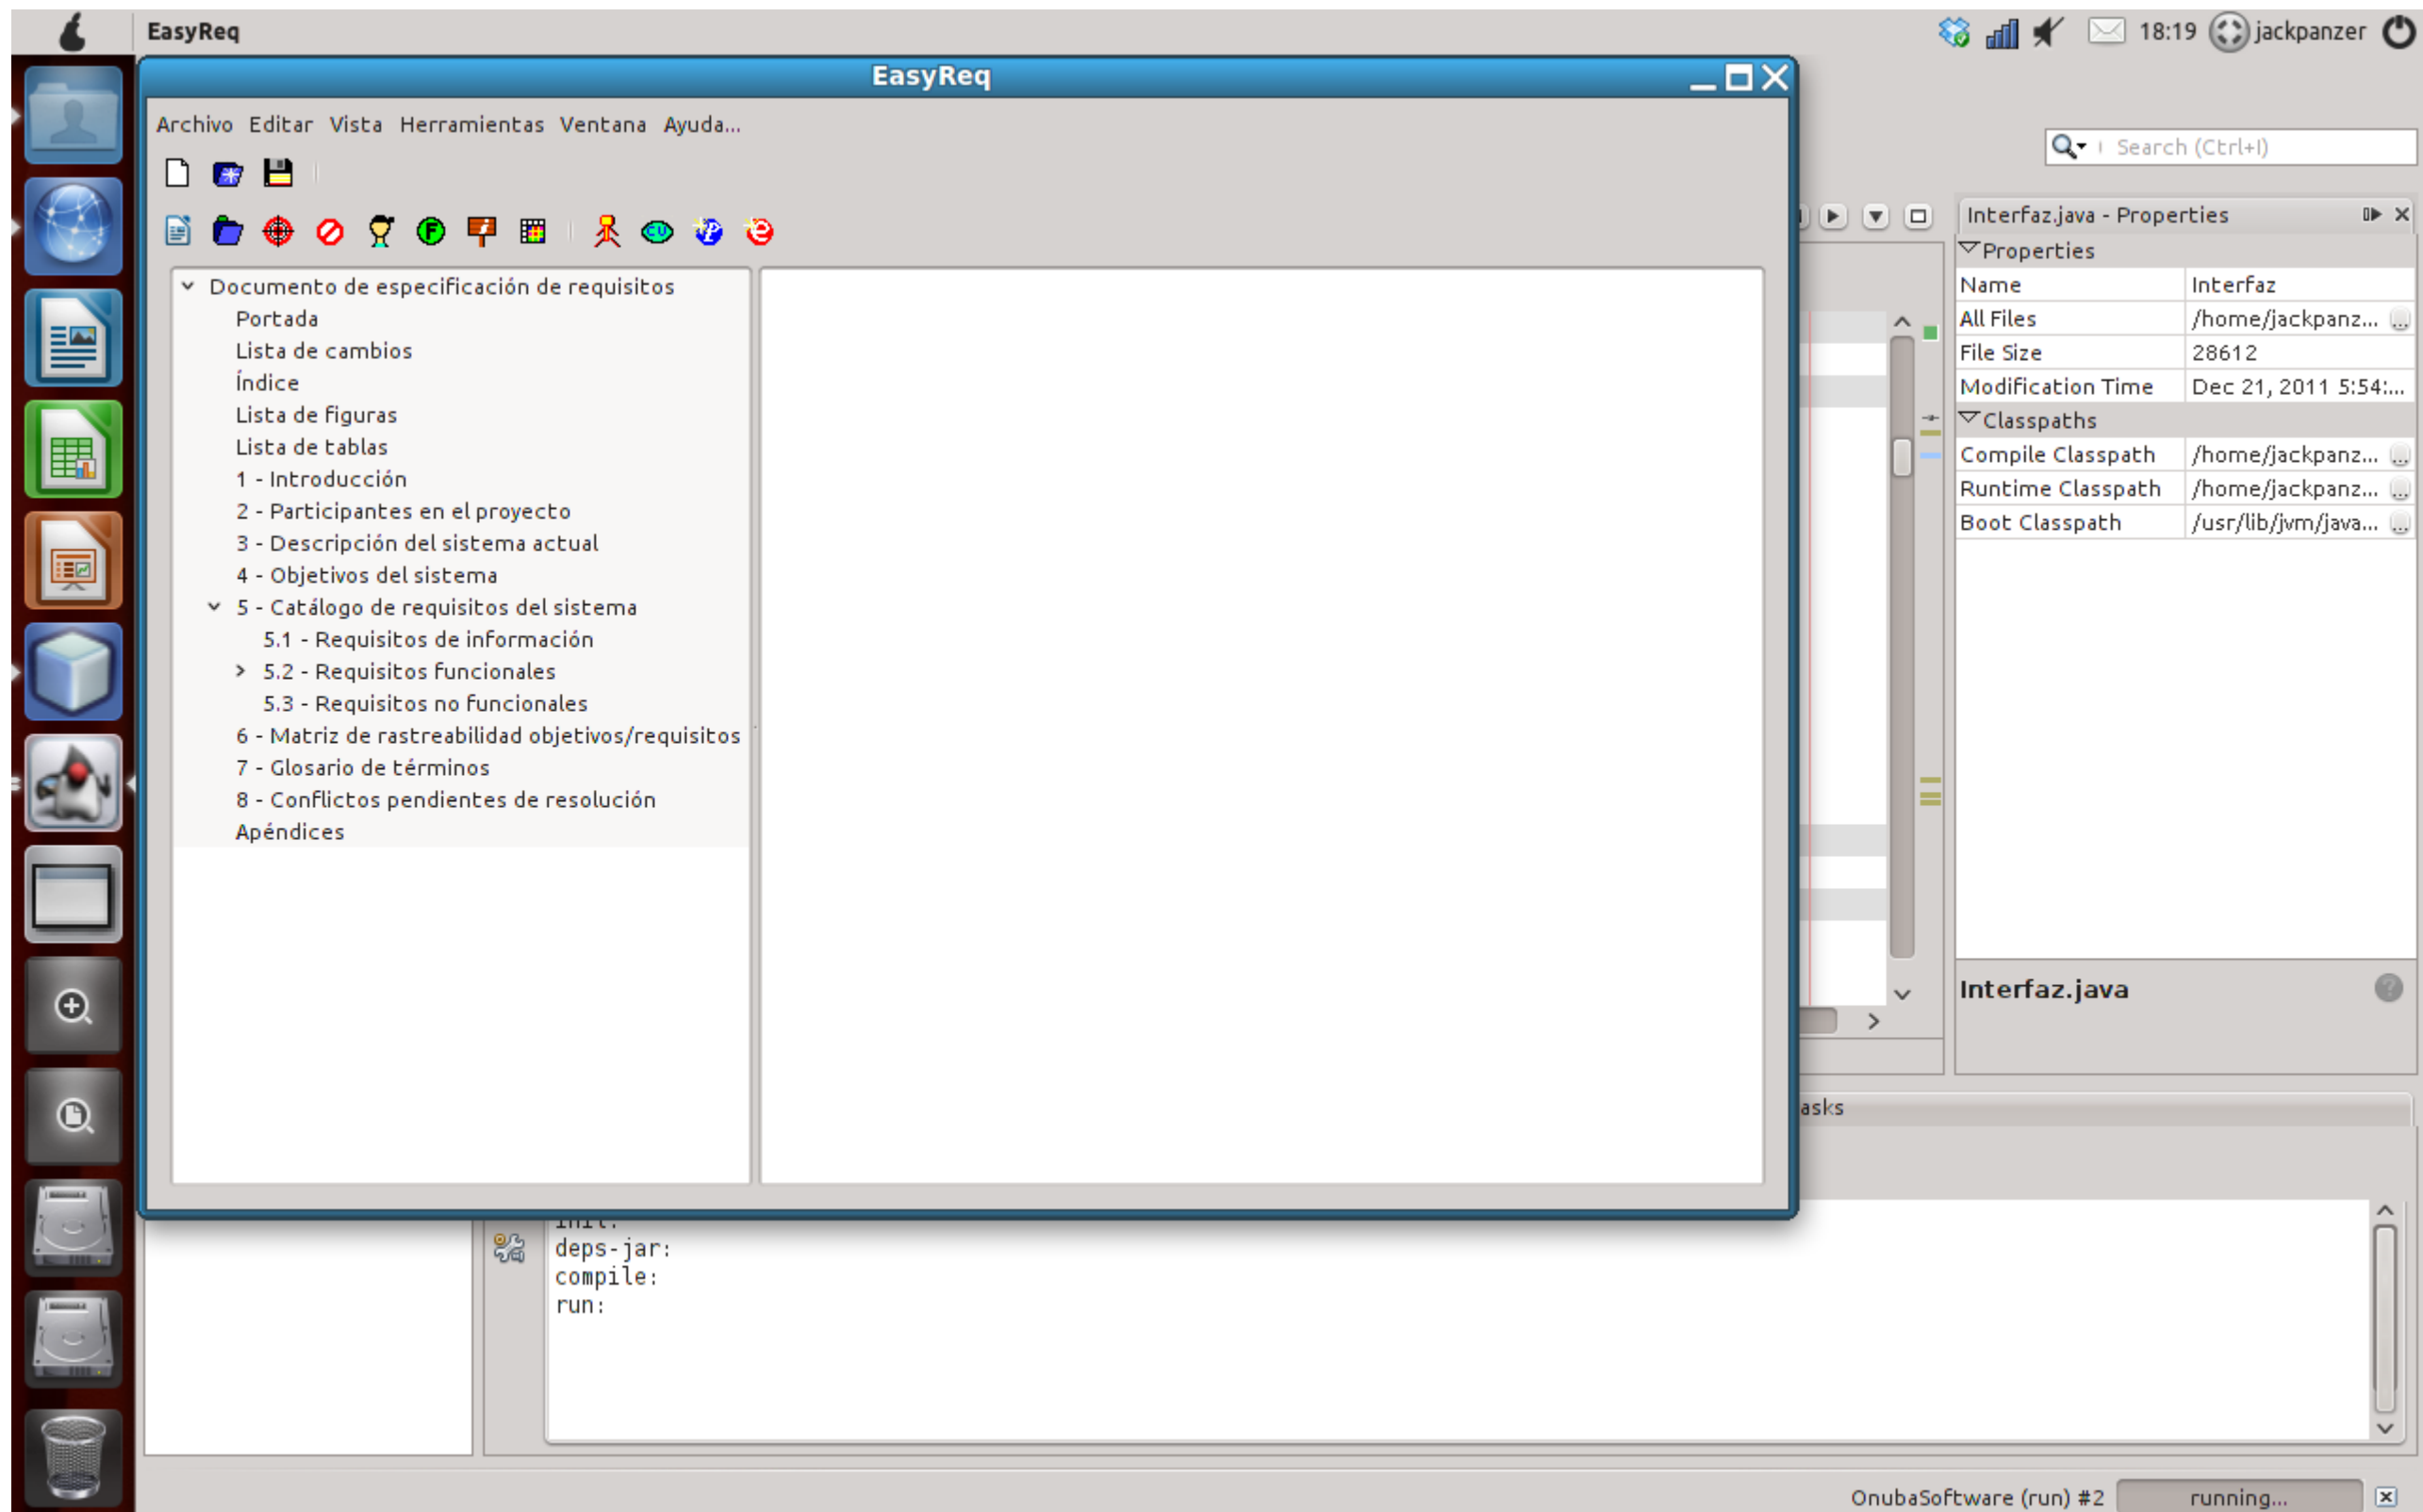 EasyReq
18:19 jackpanzer
EasyReq
Archivo Editar Vista Herramientas Ventana Ayuda...
Search (Ctrl+I)
Documento de especificación de requisitos
Portada
Lista de cambios
Índice
Lista de figuras
Lista de tablas
1 - Introducción
2 - Participantes en el proyecto
3 - Descripción del sistema actual
4 - Objetivos del sistema
5 - Catálogo de requisitos del sistema
5.1 - Requisitos de información
5.2 - Requisitos funcionales
5.3 - Requisitos no funcionales
6 - Matriz de rastreabilidad objetivos/requisitos
7 - Glosario de términos
8 - Conflictos pendientes de resolución
Apéndices
Interfaz.java - Properties
Properties
Name Interfaz
All Files /home/jackpanz... ...
File Size 28612
Modification Time Dec 21, 2011 5:54:...
Classpaths
Compile Classpath /home/jackpanz... ...
Runtime Classpath /home/jackpanz... ...
Boot Classpath /usr/lib/jvm/java... ...
Interfaz.java
asks
init:
deps-jar:
compile:
run:
OnubaSoftware (run) #2 running...